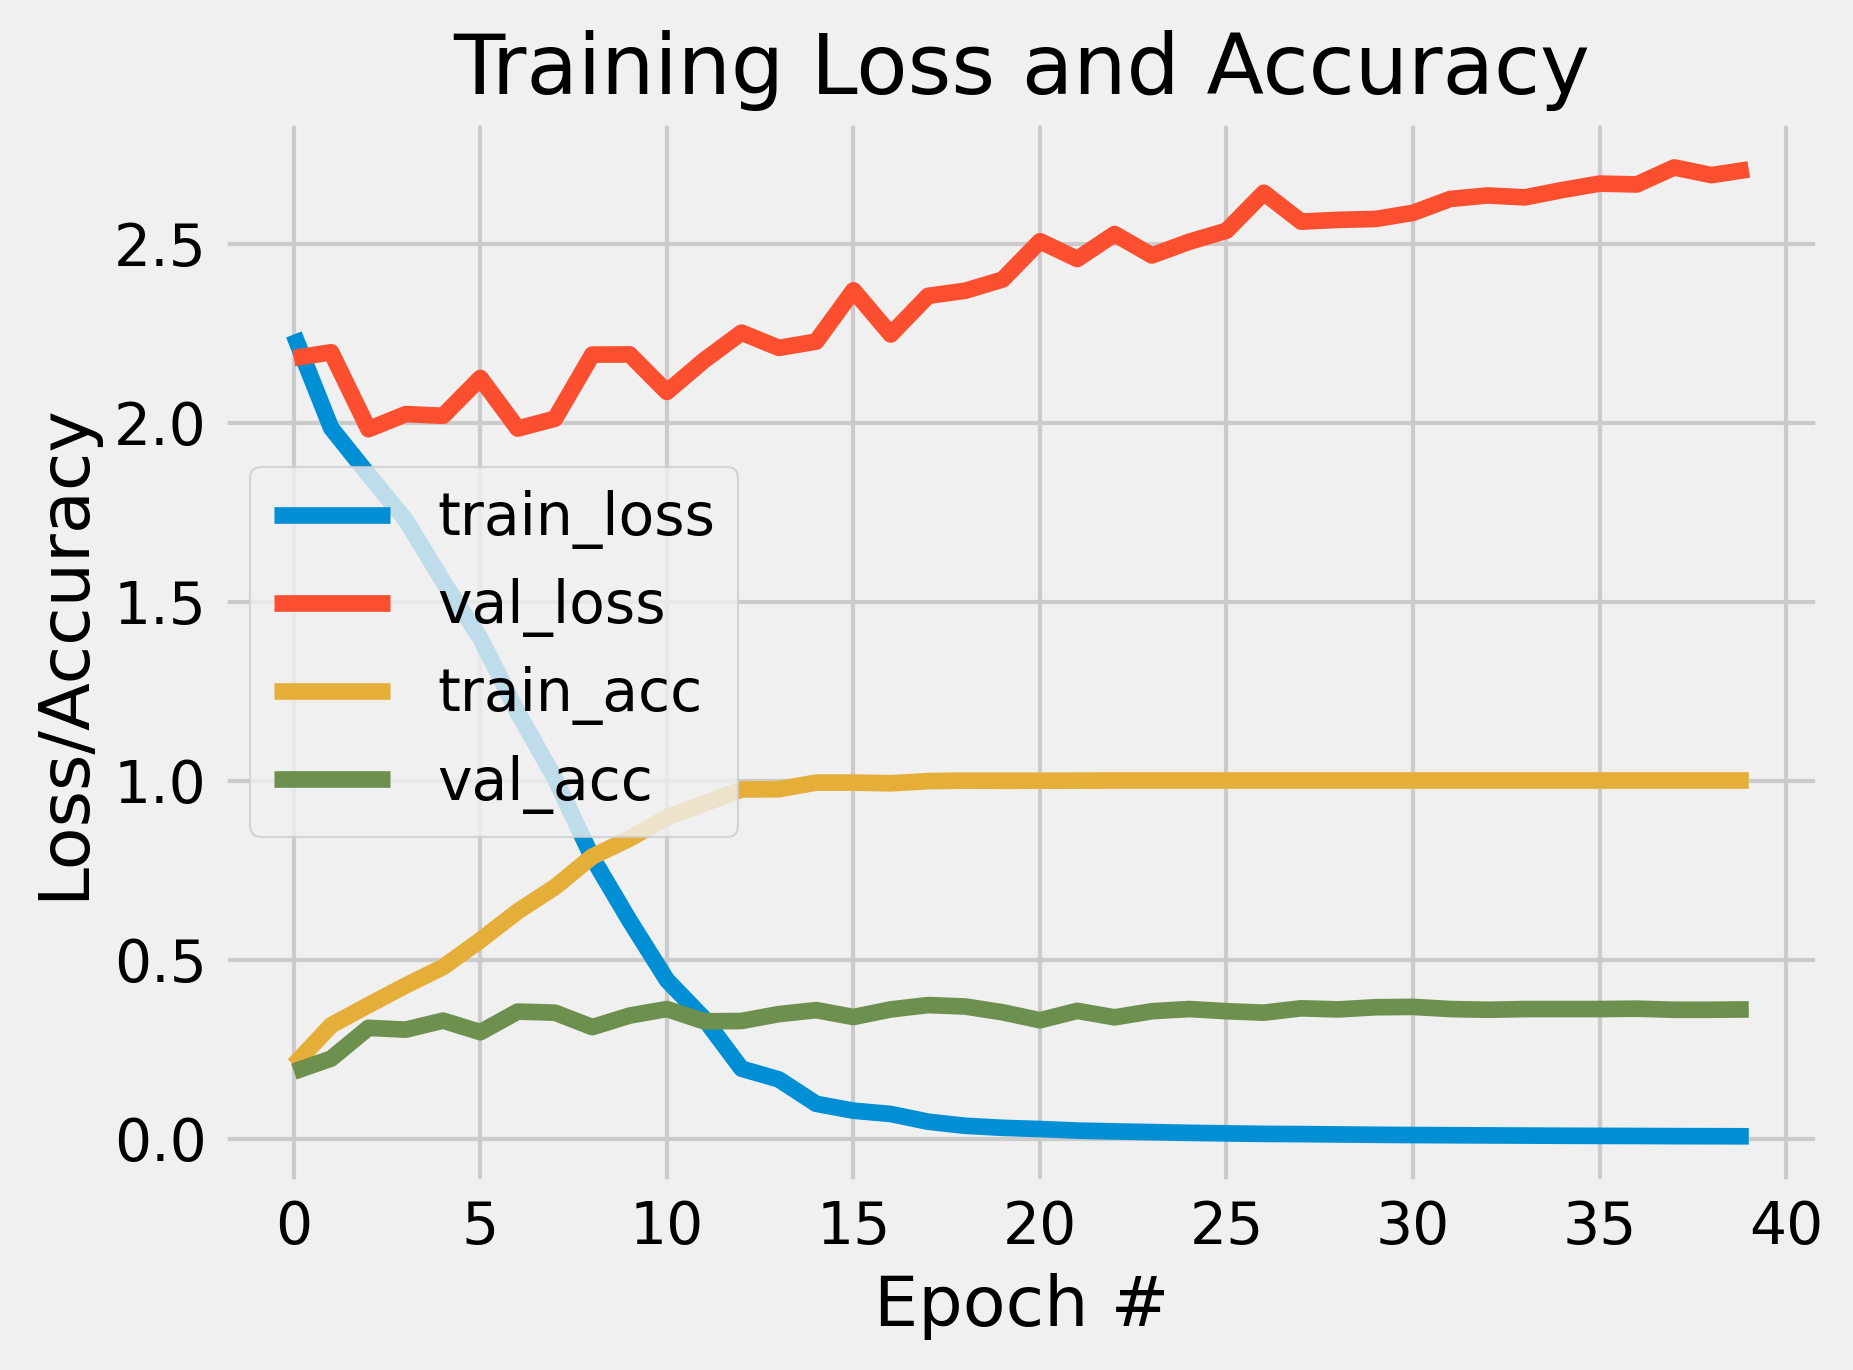 Training Loss and Accuracy
Loss/Accuracy
2.5
2.0
1.5
1.0
0.5
0.0
train_loss
val_loss
train_acc
val_acc
0 5 10 15 20 25 30 35 40
Epoch #